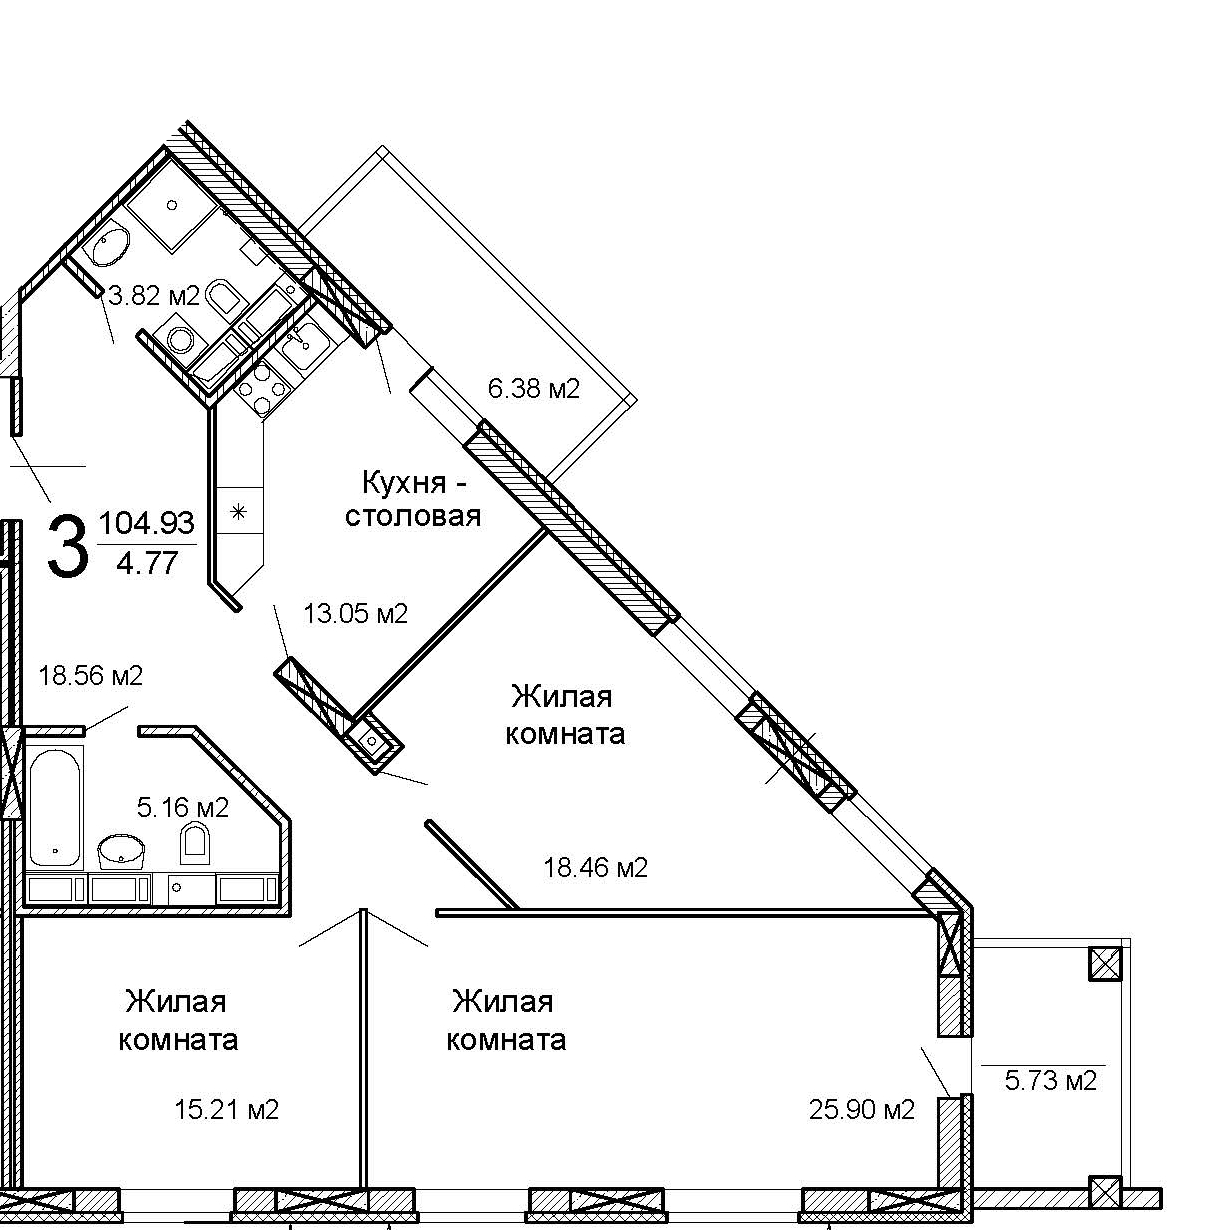 3.82 м2
6.38 м2
Кухня -
столовая
3
104.93
4.77
13.05 м2
18.56 м2
Жилая
комната
5.16 м2
18.46 м2
Жилая
комната
15.21 м2
Жилая
комната
25.90 м2
5.73 м2